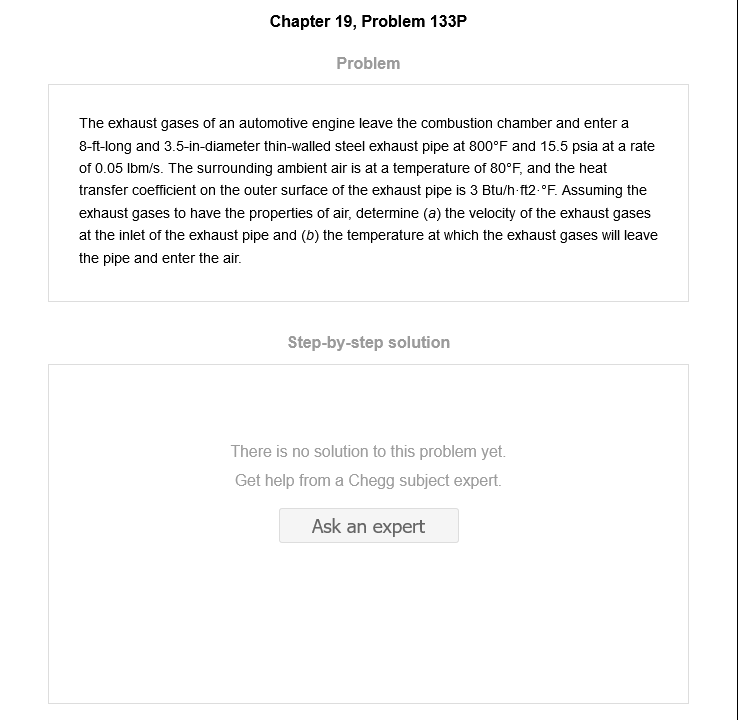 Chapter 19, Problem 133P
Problem
The exhaust gases of an automotive engine leave the combustion chamber and enter a
8-ft-long and 3.5-in-diameter thin-walled steel exhaust pipe at 800°F and 15.5 psia at a rate
of 0.05 lbm/s. The surrounding ambient air is at a temperature of 80°F, and the heat
transfer coefficient on the outer surface of the exhaust pipe is 3 Btu/h·ft2·°F. Assuming the
exhaust gases to have the properties of air, determine (a) the velocity of the exhaust gases
at the inlet of the exhaust pipe and (b) the temperature at which the exhaust gases will leave
the pipe and enter the air.
Step-by-step solution
There is no solution to this problem yet.
Get help from a Chegg subject expert.
Ask an expert